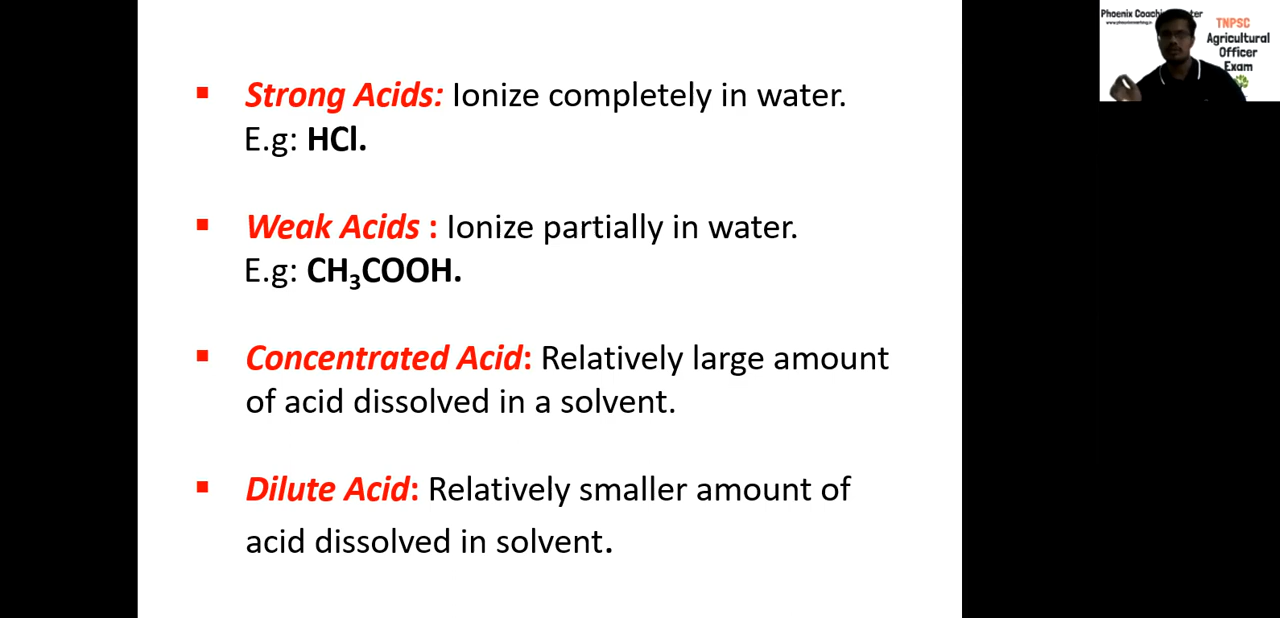 ▪ Strong Acids: Ionize completely in water.
E.g: HCl.
▪ Weak Acids : Ionize partially in water.
E.g: CH₃COOH.
▪ Concentrated Acid: Relatively large amount
of acid dissolved in a solvent.
▪ Dilute Acid: Relatively smaller amount of
acid dissolved in solvent.
TNPSC
Agricultural
Officer
Exam